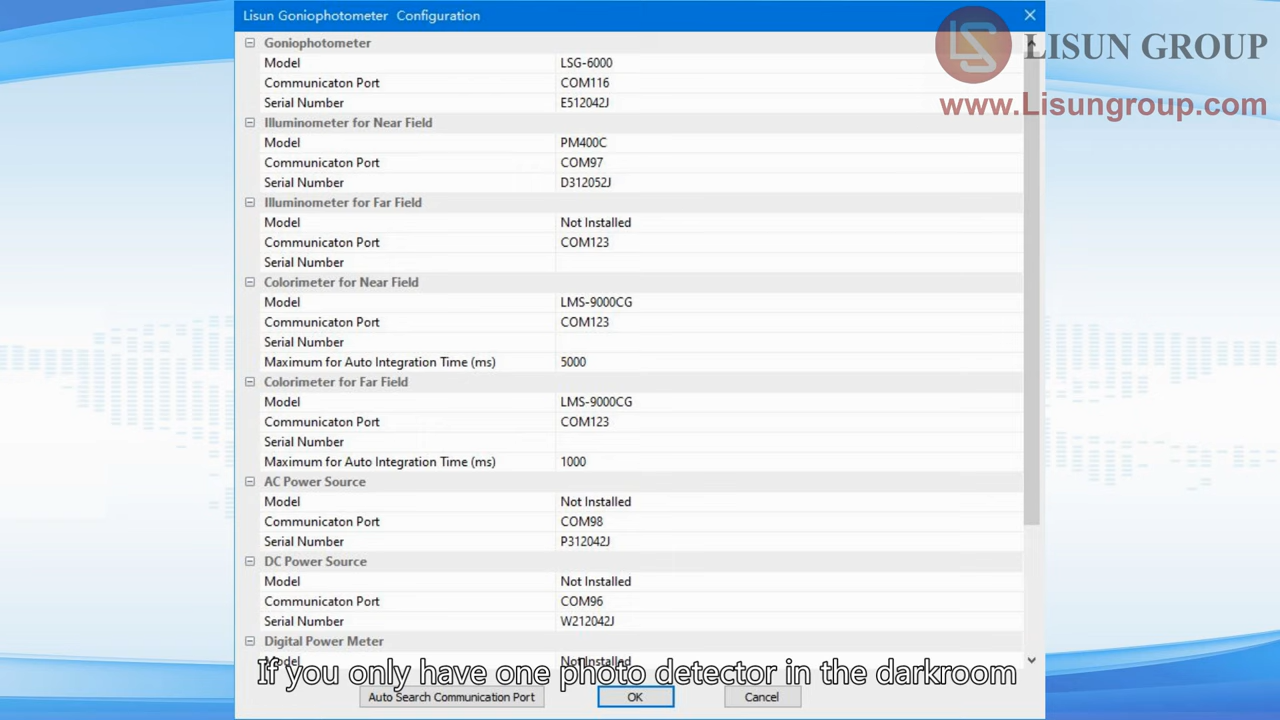 Lisun Goniophotometer Configuration
LISUN GROUP
www.Lisungroup.com
Goniophotometer
Model LSG-6000
Communicaton Port COM116
Serial Number E512042J
Illuminometer for Near Field
Model PM400C
Communicaton Port COM97
Serial Number D312052J
Illuminometer for Far Field
Model Not Installed
Communicaton Port COM123
Serial Number
Colorimeter for Near Field
Model LMS-9000CG
Communicaton Port COM123
Serial Number
Maximum for Auto Integration Time (ms) 5000
Colorimeter for Far Field
Model LMS-9000CG
Communicaton Port COM123
Serial Number
Maximum for Auto Integration Time (ms) 1000
AC Power Source
Model Not Installed
Communicaton Port COM98
Serial Number P312042J
DC Power Source
Model Not Installed
Communicaton Port COM96
Serial Number W212042J
Digital Power Meter
Model Not Installed
If you only have one photo detector in the darkroom
Auto Search Communication Port OK Cancel